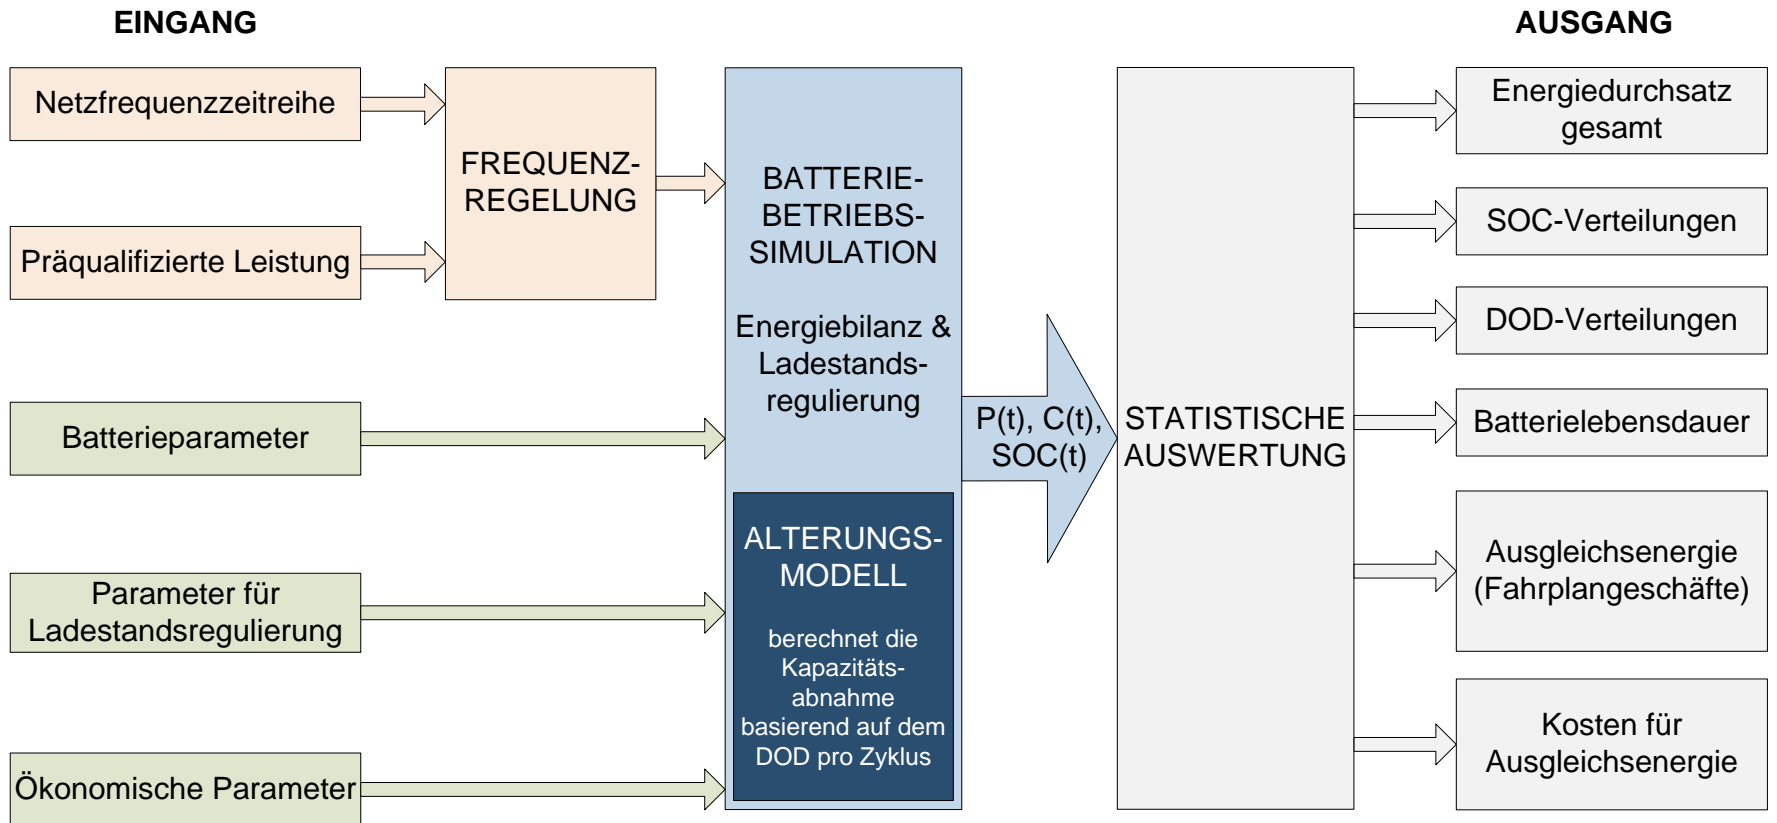 EINGANG
Netzfrequenzzeitreihe
Präqualifizierte Leistung
Batterieparameter
Parameter für
Ladestandsregulierung
Ökonomische Parameter
FREQUENZ-
REGELUNG
BATTERIE-
BETRIEBS-
SIMULATION
Energiebilanz &
Ladestands-
regulierung
ALTERUNGS-
MODELL
berechnet die
Kapazitäts-
abnahme
basierend auf dem
DOD pro Zyklus
P(t), C(t),
SOC(t)
STATISTISCHE
AUSWERTUNG
AUSGANG
Energiedurchsatz
gesamt
SOC-Verteilungen
DOD-Verteilungen
Batterielebensdauer
Ausgleichsenergie
(Fahrplangeschäfte)
Kosten für
Ausgleichsenergie